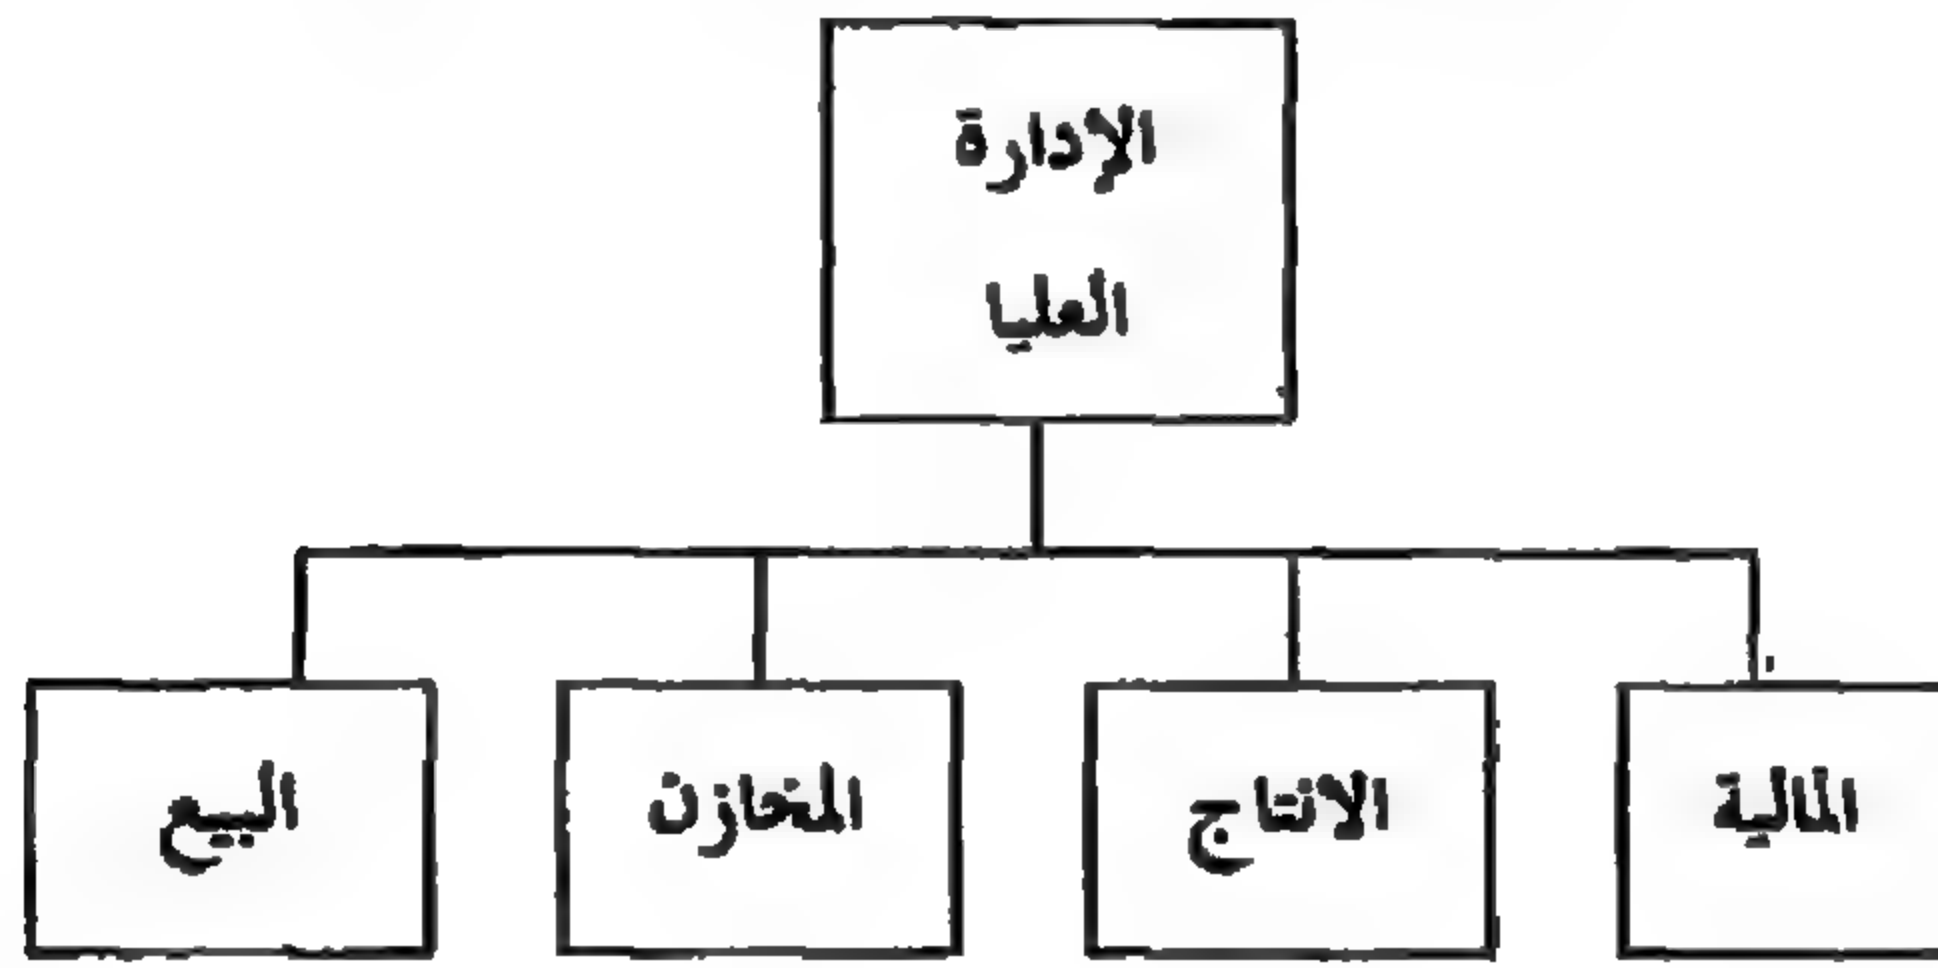 الإدارة
العليا
المالية
الانتاج
المخازن
البيع